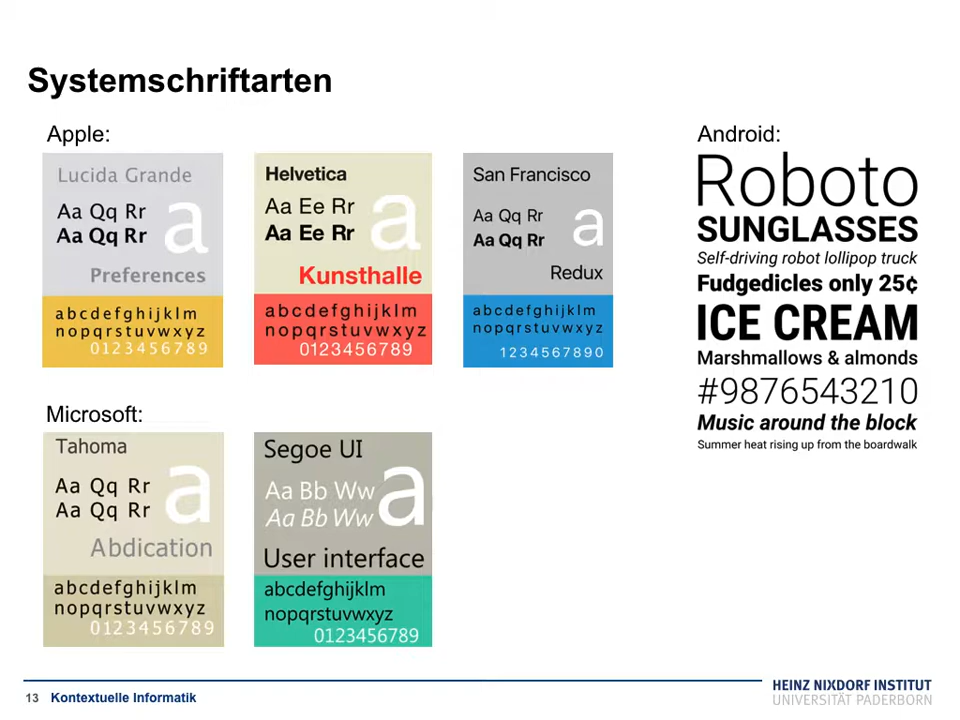 Systemschriftarten
Apple:
Lucida Grande
Aa Qq Rr
Aa Qq Rr
a
Preferences
abcdefghijklm
nopqrstuvwxyz
0123456789
Helvetica
Aa Ee Rr
Aa Ee Rr
a
Kunsthalle
abcdefghijklm
nopqrstuvwxyz
0123456789
San Francisco
Aa Qq Rr
Aa Qq Rr
a
Redux
abcdefghijklm
nopqrstuvwxyz
1234567890
Android:
Roboto
SUNGLASSES
Self-driving robot lollipop truck
Fudgedicles only 25¢
ICE CREAM
Marshmallows & almonds
#9876543210
Music around the block
Summer heat rising up from the boardwalk
Microsoft:
Tahoma
Aa Qq Rr
Aa Qq Rr
a
Abdication
abcdefghijklm
nopqrstuvwxyz
0123456789
Segoe UI
Aa Bb Ww
Aa Bb Ww
a
User interface
abcdefghijklm
nopqrstuvwxyz
0123456789
13 Kontextuelle Informatik
HEINZ NIXDORF INSTITUT
UNIVERSITÄT PADERBORN